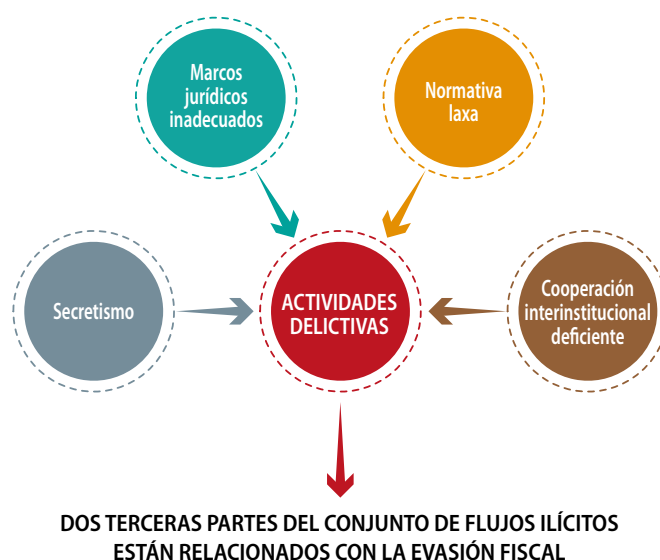 Marcos
jurídicos
inadecuados
Normativa
laxa
Secretismo
ACTIVIDADES
DELICTIVAS
Cooperación
interinstitucional
deficiente
DOS TERCERAS PARTES DEL CONJUNTO DE FLUJOS ILÍCITOS
ESTÁN RELACIONADOS CON LA EVASIÓN FISCAL